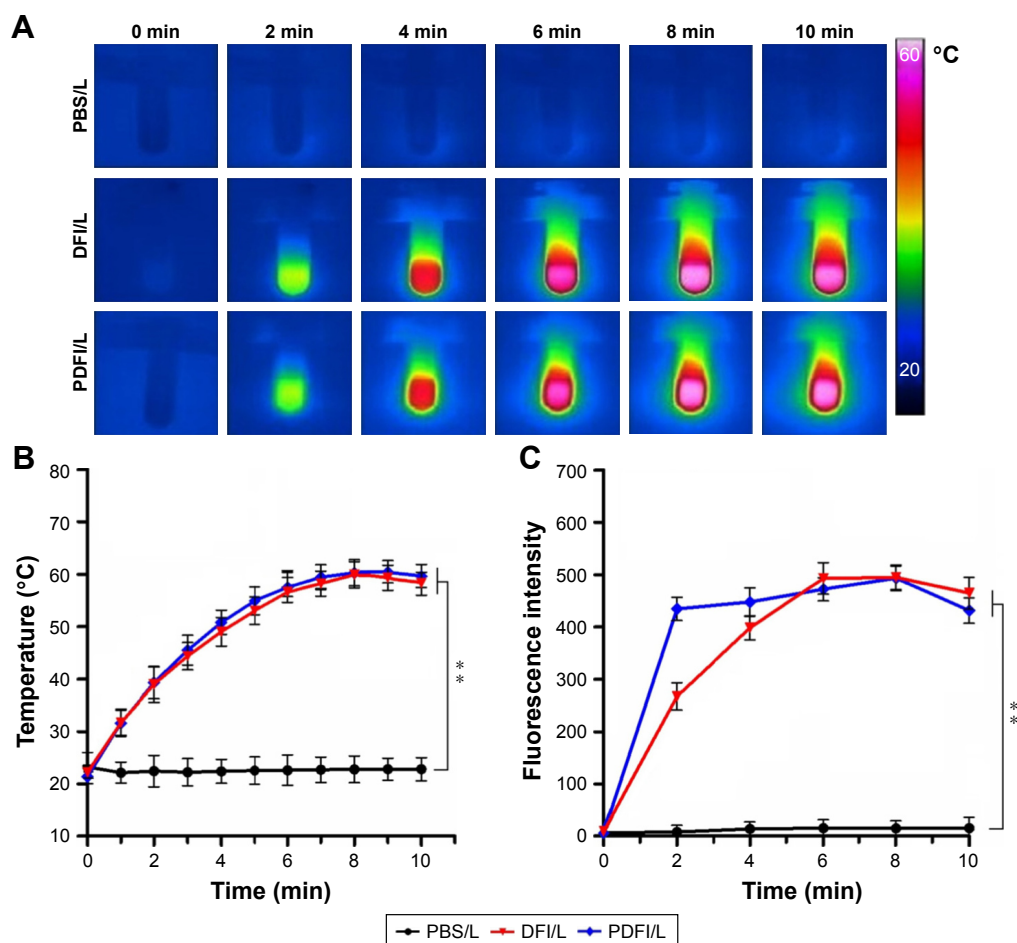 A
0 min 2 min 4 min 6 min 8 min 10 min
PBS/L
DFI/L
PDFI/L
60 °C
20
B
80
70
60
50
40
30
20
10
Temperature (°C)
0 2 4 6 8 10
Time (min)
**
C
700
600
500
400
300
200
100
0
Fluorescence intensity
0 2 4 6 8 10
Time (min)
**
PBS/L DFI/L PDFI/L